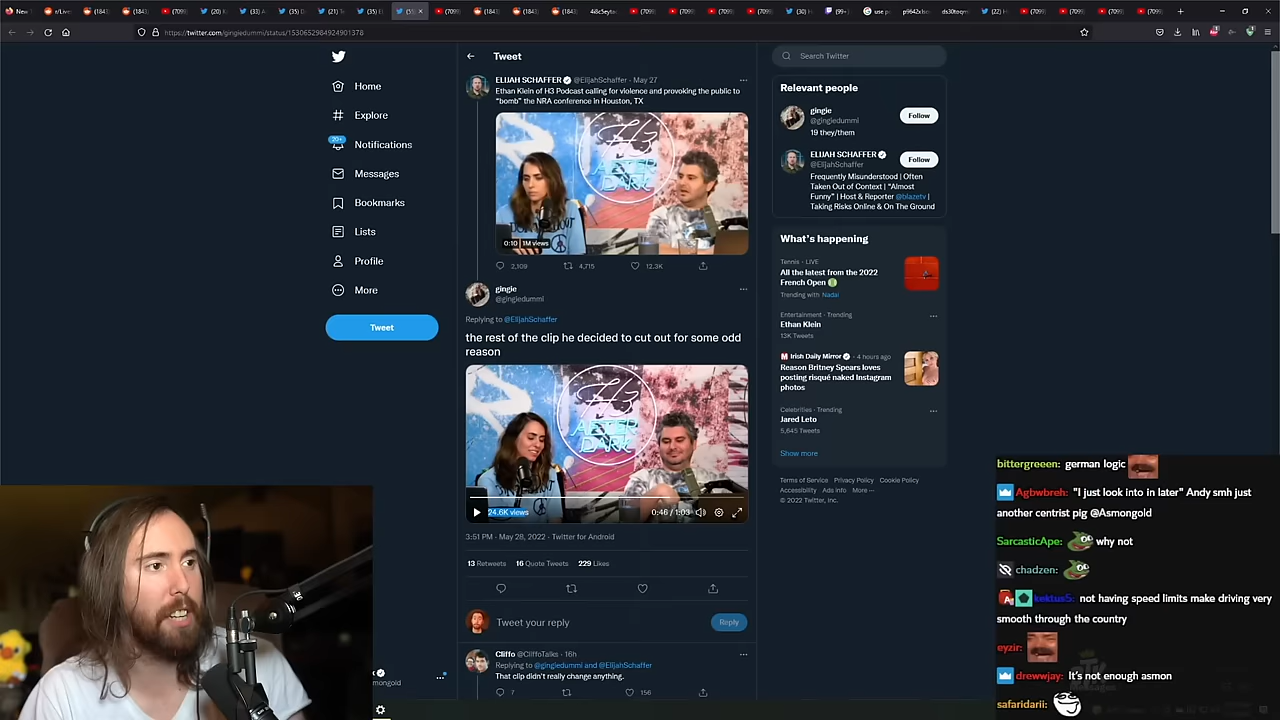 https://twitter.com/gingiedummi/status/1530652984924901378
Home
Explore
20+
Notifications
Messages
Bookmarks
Lists
Profile
More
Tweet
Tweet
ELIJAH SCHAFFER @ElijahSchaffer · May 27
Ethan Klein of H3 Podcast calling for violence and provoking the public to
"bomb" the NRA conference in Houston, TX
H3
AFTER
DARK
0:10 | 1M views
2,109
4,715
12.3K
gingie
@gingiedummi
Replying to @ElijahSchaffer
the rest of the clip he decided to cut out for some odd
reason
H3
AFTER
DARK
24.6K views
0:46 / 1:03
3:51 PM · May 28, 2022 · Twitter for Android
13 Retweets 16 Quote Tweets 229 Likes
Tweet your reply
Reply
Cliffo @CliffoTalks · 16h
Replying to @gingiedummi and @ElijahSchaffer
That clip didn't really change anything.
7
156
Search Twitter
Relevant people
gingie
@gingiedummi
19 they/them
Follow
ELIJAH SCHAFFER
@ElijahSchaffer
Follow
Frequently Misunderstood | Often
Taken Out of Context | "Almost
Funny" | Host & Reporter @blazetv |
Taking Risks Online & On The Ground
What's happening
Tennis · LIVE
All the latest from the 2022
French Open
Trending with Nadal
Entertainment · Trending
Ethan Klein
13K Tweets
Irish Daily Mirror · 4 hours ago
Reason Britney Spears loves
posting risqué naked Instagram
photos
Celebrities · Trending
Jared Leto
5,645 Tweets
Show more
Terms of Service Privacy Policy Cookie Policy
Accessibility Ads info More ...
© 2022 Twitter, Inc.
bittergreeen: german logic
Agbwbreh: "I just look into in later" Andy smh just
another centrist pig @Asmongold
SarcasticApe: why not
chadzen:
kektus5: not having speed limits make driving very
smooth through the country
eyzir:
drewwjay: It's not enough asmon
safaridarii: